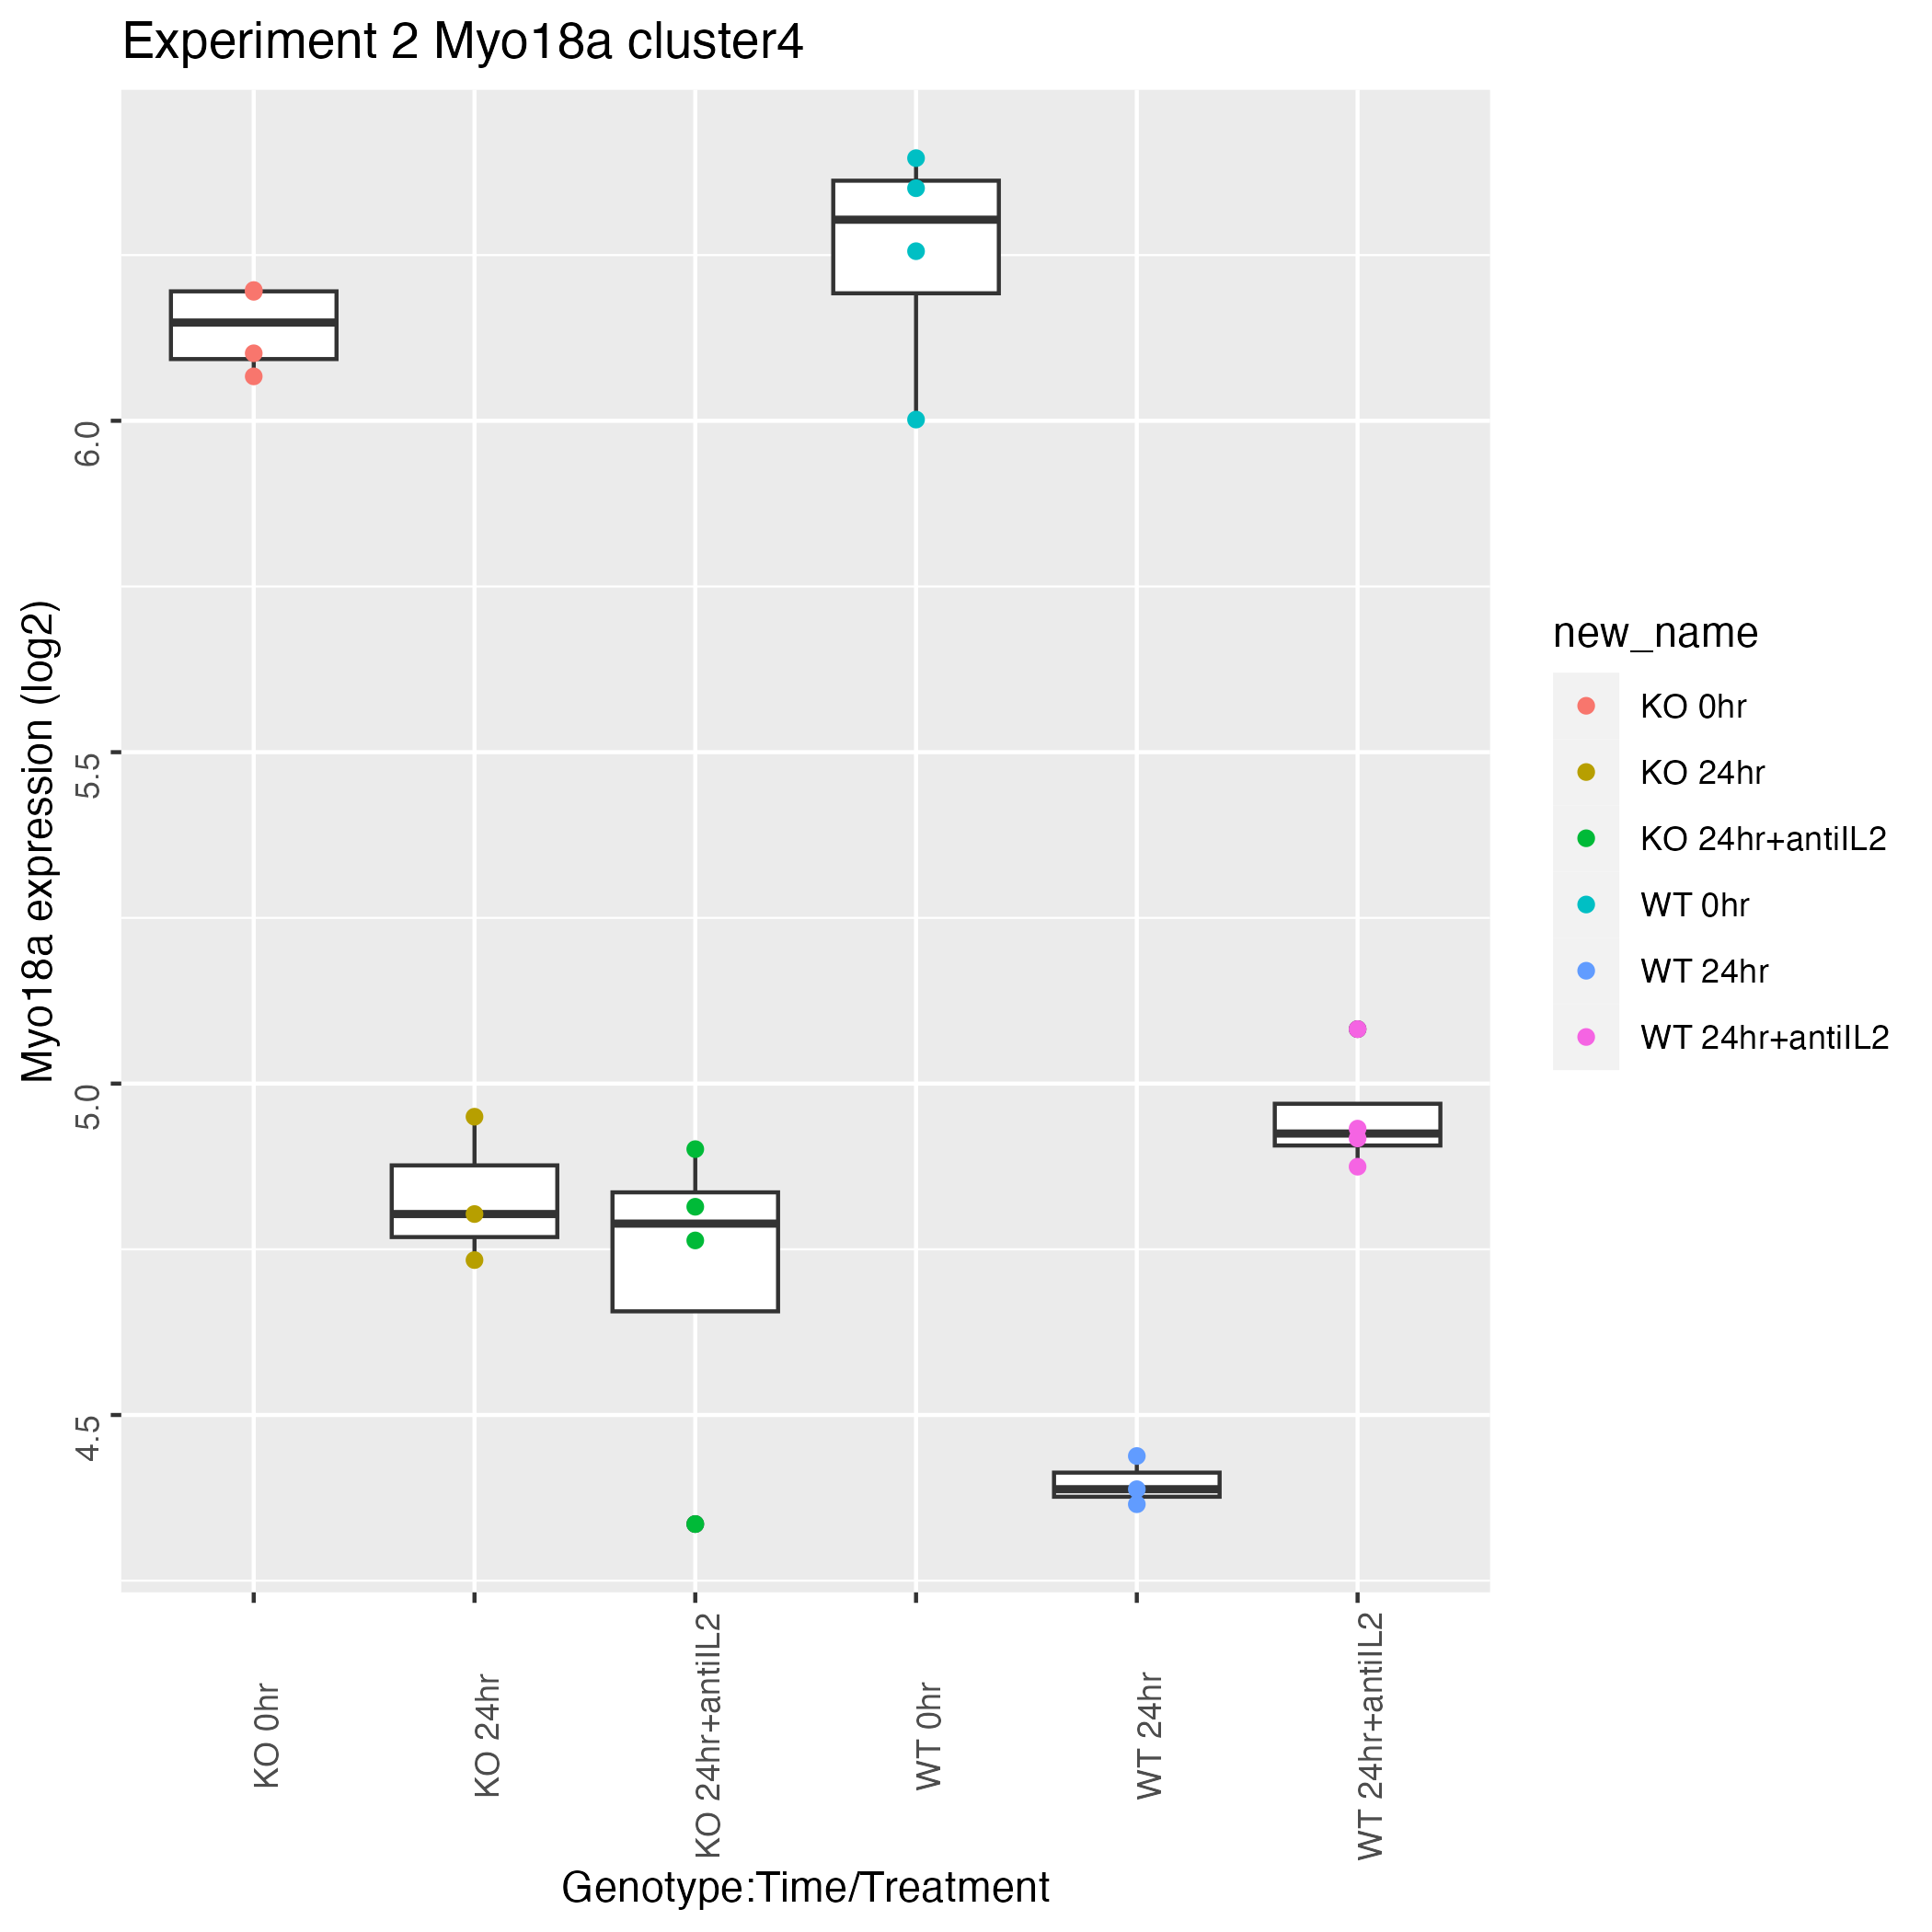 Experiment 2 Myo18a cluster4
Myo18a expression (log2)
6.0
5.5
5.0
4.5
KO 0hr
KO 24hr
KO 24hr+antiIL2
WT 0hr
WT 24hr
WT 24hr+antiIL2
Genotype:Time/Treatment
new_name
KO 0hr
KO 24hr
KO 24hr+antiIL2
WT 0hr
WT 24hr
WT 24hr+antiIL2